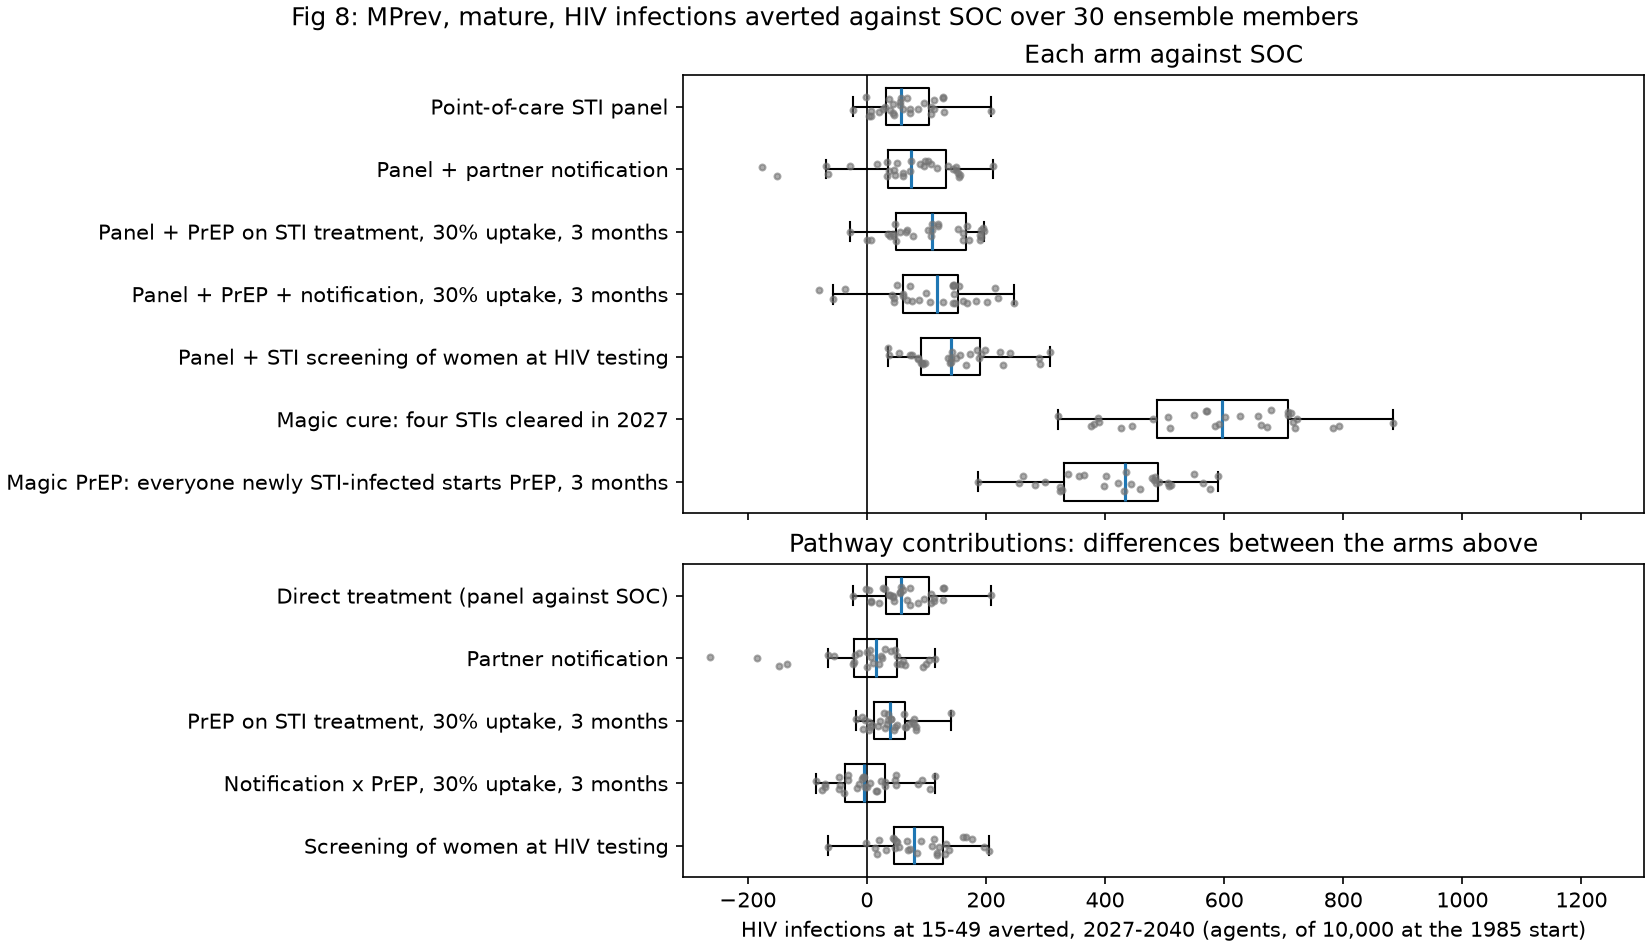 Fig 8: MPrev, mature, HIV infections averted against SOC over 30 ensemble members
Each arm against SOC
Point-of-care STI panel
Panel + partner notification
Panel + PrEP on STI treatment, 30% uptake, 3 months
Panel + PrEP + notification, 30% uptake, 3 months
Panel + STI screening of women at HIV testing
Magic cure: four STIs cleared in 2027
Magic PrEP: everyone newly STI-infected starts PrEP, 3 months
Pathway contributions: differences between the arms above
Direct treatment (panel against SOC)
Partner notification
PrEP on STI treatment, 30% uptake, 3 months
Notification x PrEP, 30% uptake, 3 months
Screening of women at HIV testing
−200 0 200 400 600 800 1000 1200
HIV infections at 15-49 averted, 2027-2040 (agents, of 10,000 at the 1985 start)